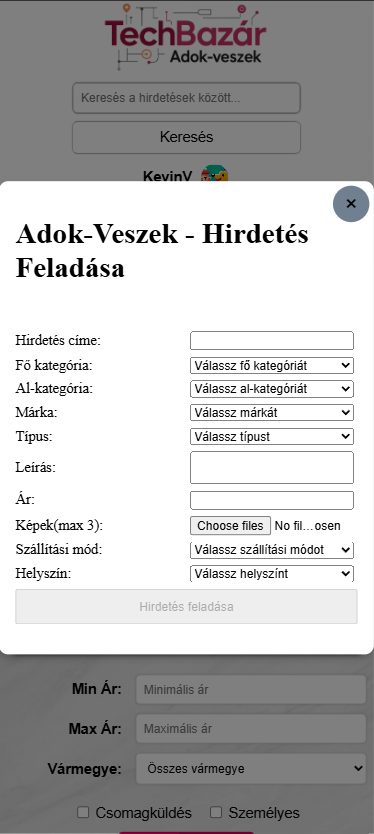 TechBazár
Adok-veszek
Keresés a hirdetések között...
Keresés
KevinV
×
Adok-Veszek - Hirdetés
Feladása
Hirdetés címe:
Fő kategória: Válassz fő kategóriát
Al-kategória: Válassz al-kategóriát
Márka: Válassz márkát
Típus: Válassz típust
Leírás:
Ár:
Képek(max 3): Choose files No fil…osen
Szállítási mód: Válassz szállítási módot
Helyszín: Válassz helyszínt
Hirdetés feladása
Min Ár: Minimális ár
Max Ár: Maximális ár
Vármegye: Összes vármegye
Csomagküldés Személyes